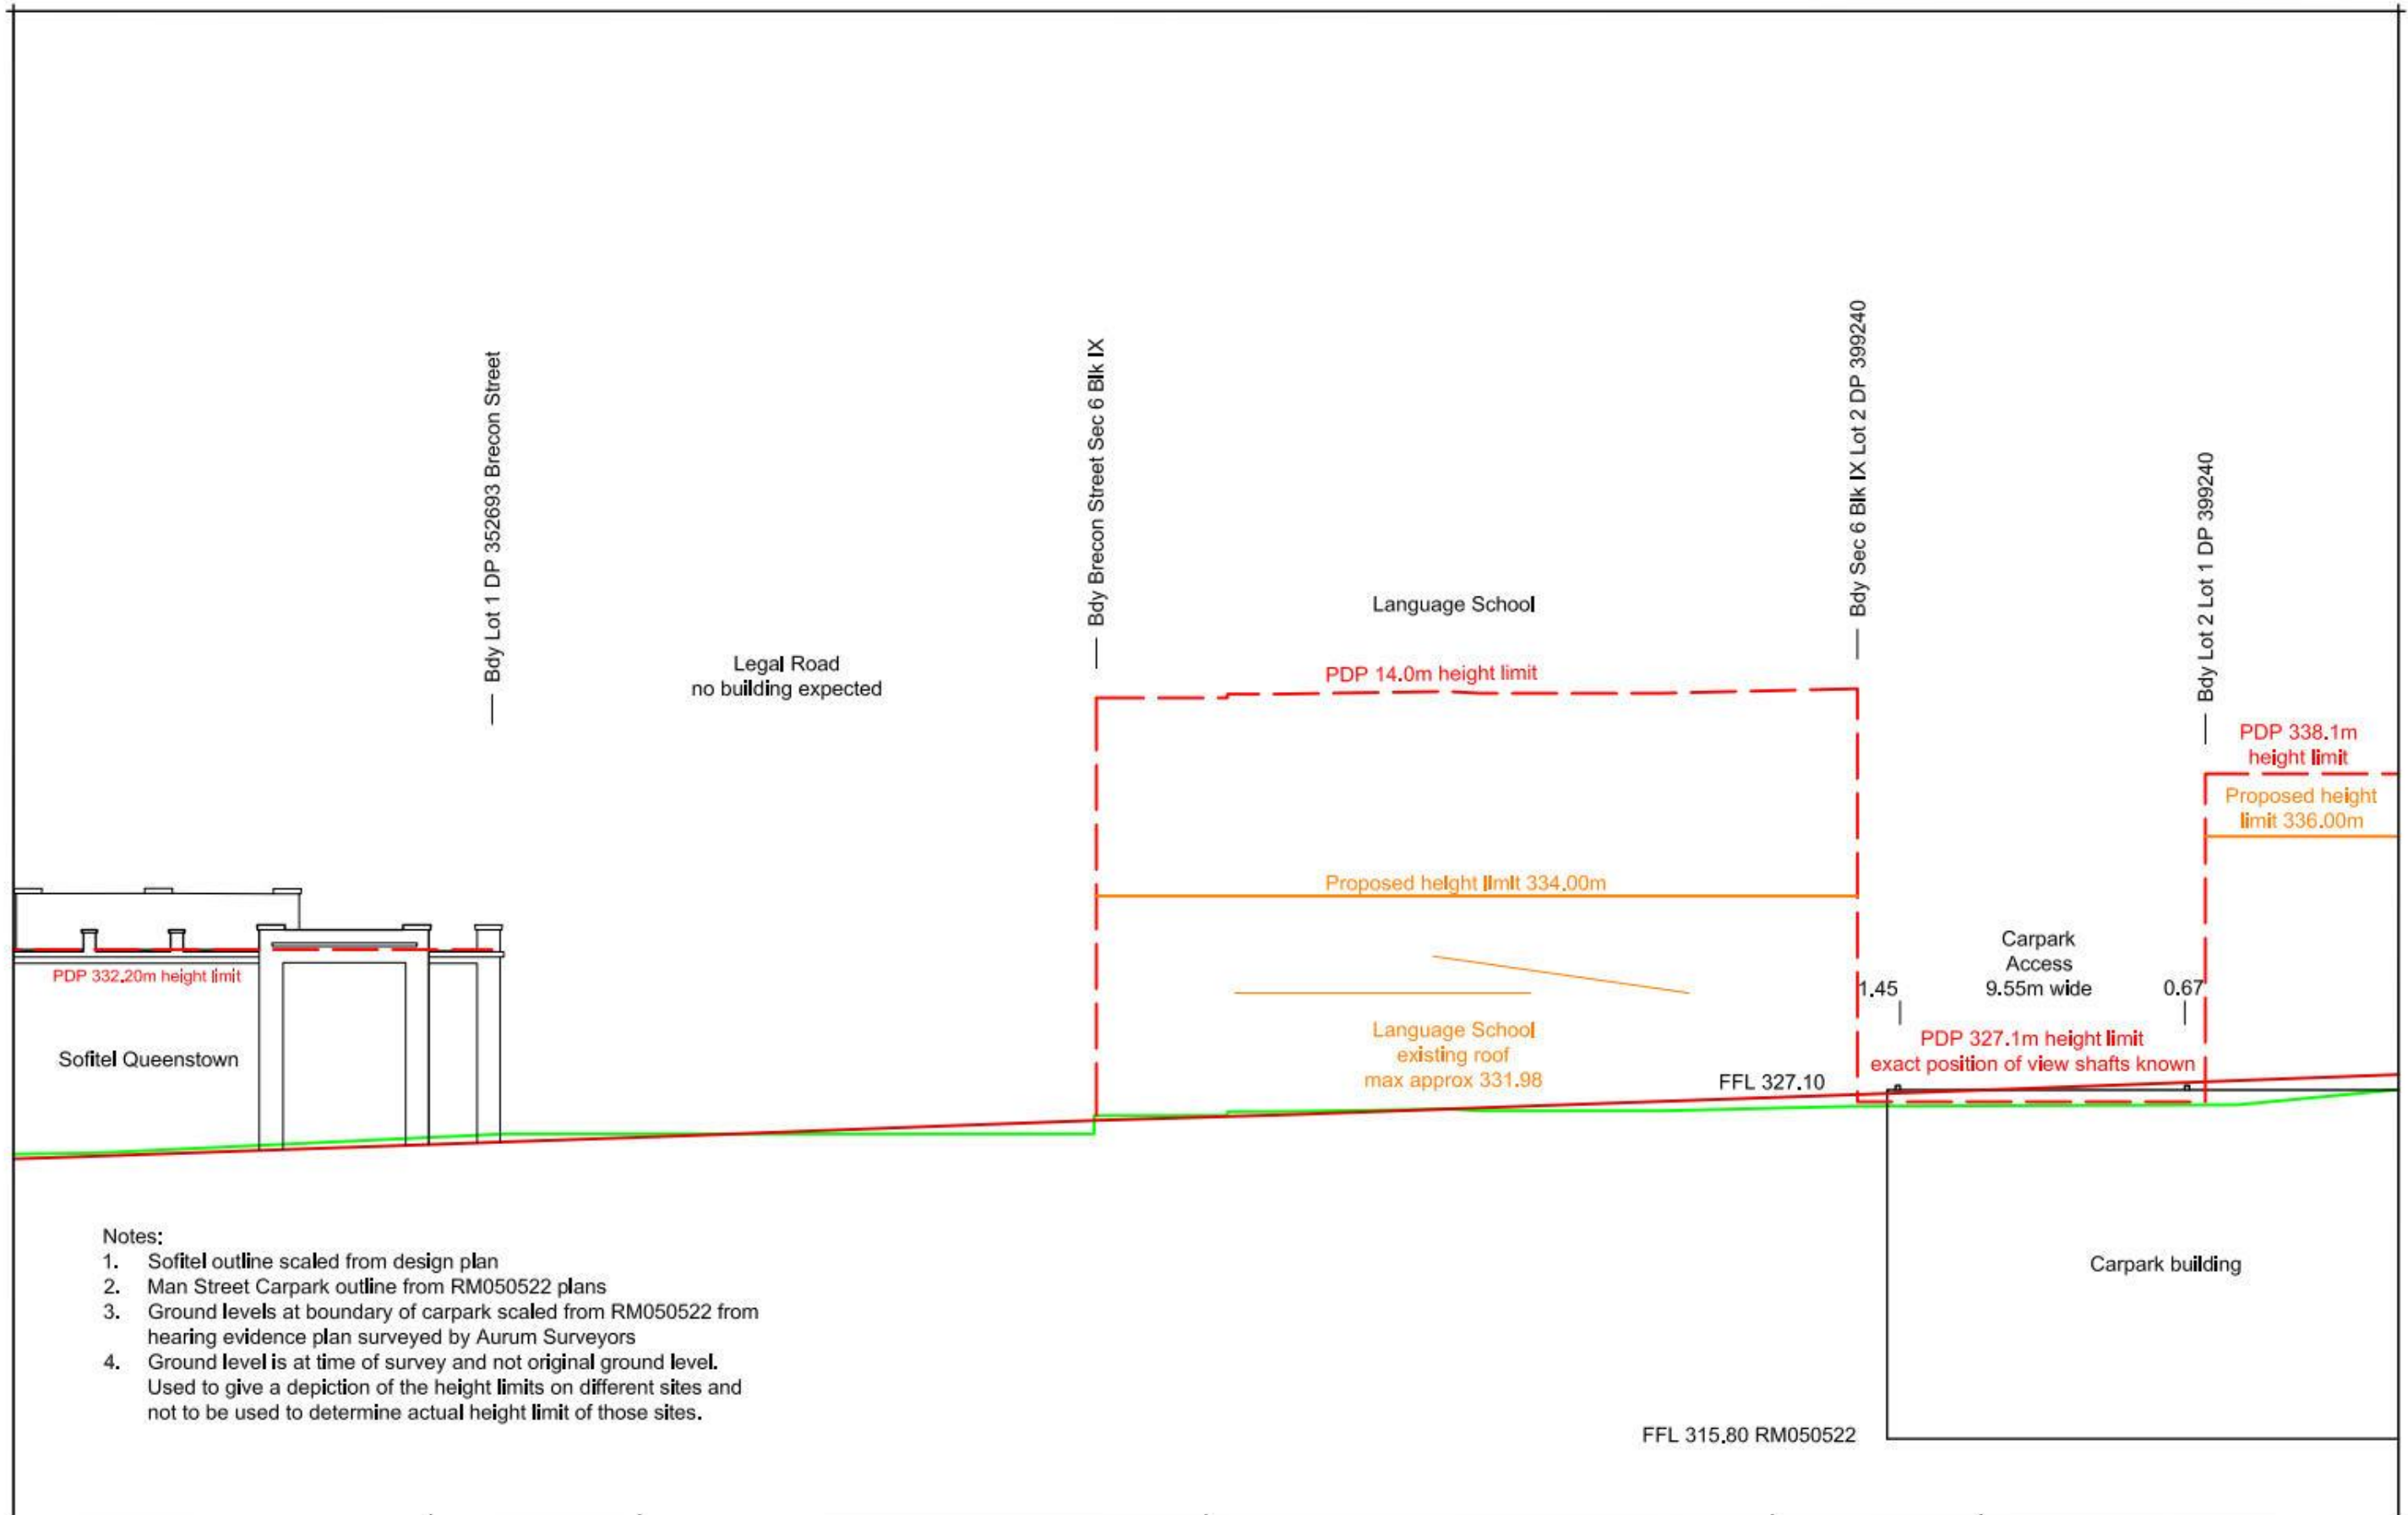 Bdy Lot 1 DP 352693 Brecon Street
Bdy Brecon Street Sec 6 Blk IX
Bdy Sec 6 Blk IX Lot 2 DP 399240
Bdy Lot 2 Lot 1 DP 399240
Legal Road
no building expected
Language School
PDP 14.0m height limit
PDP 338.1m
height limit
Proposed height
limit 336.00m
Proposed height limit 334.00m
PDP 332.20m height limit
Sofitel Queenstown
Language School
existing roof
max approx 331.98
Carpark
Access
1.45 9.55m wide 0.67
PDP 327.1m height limit
exact position of view shafts known
FFL 327.10
Carpark building
FFL 315.80 RM050522
Notes:
1. Sofitel outline scaled from design plan
2. Man Street Carpark outline from RM050522 plans
3. Ground levels at boundary of carpark scaled from RM050522 from
hearing evidence plan surveyed by Aurum Surveyors
4. Ground level is at time of survey and not original ground level.
Used to give a depiction of the height limits on different sites and
not to be used to determine actual height limit of those sites.